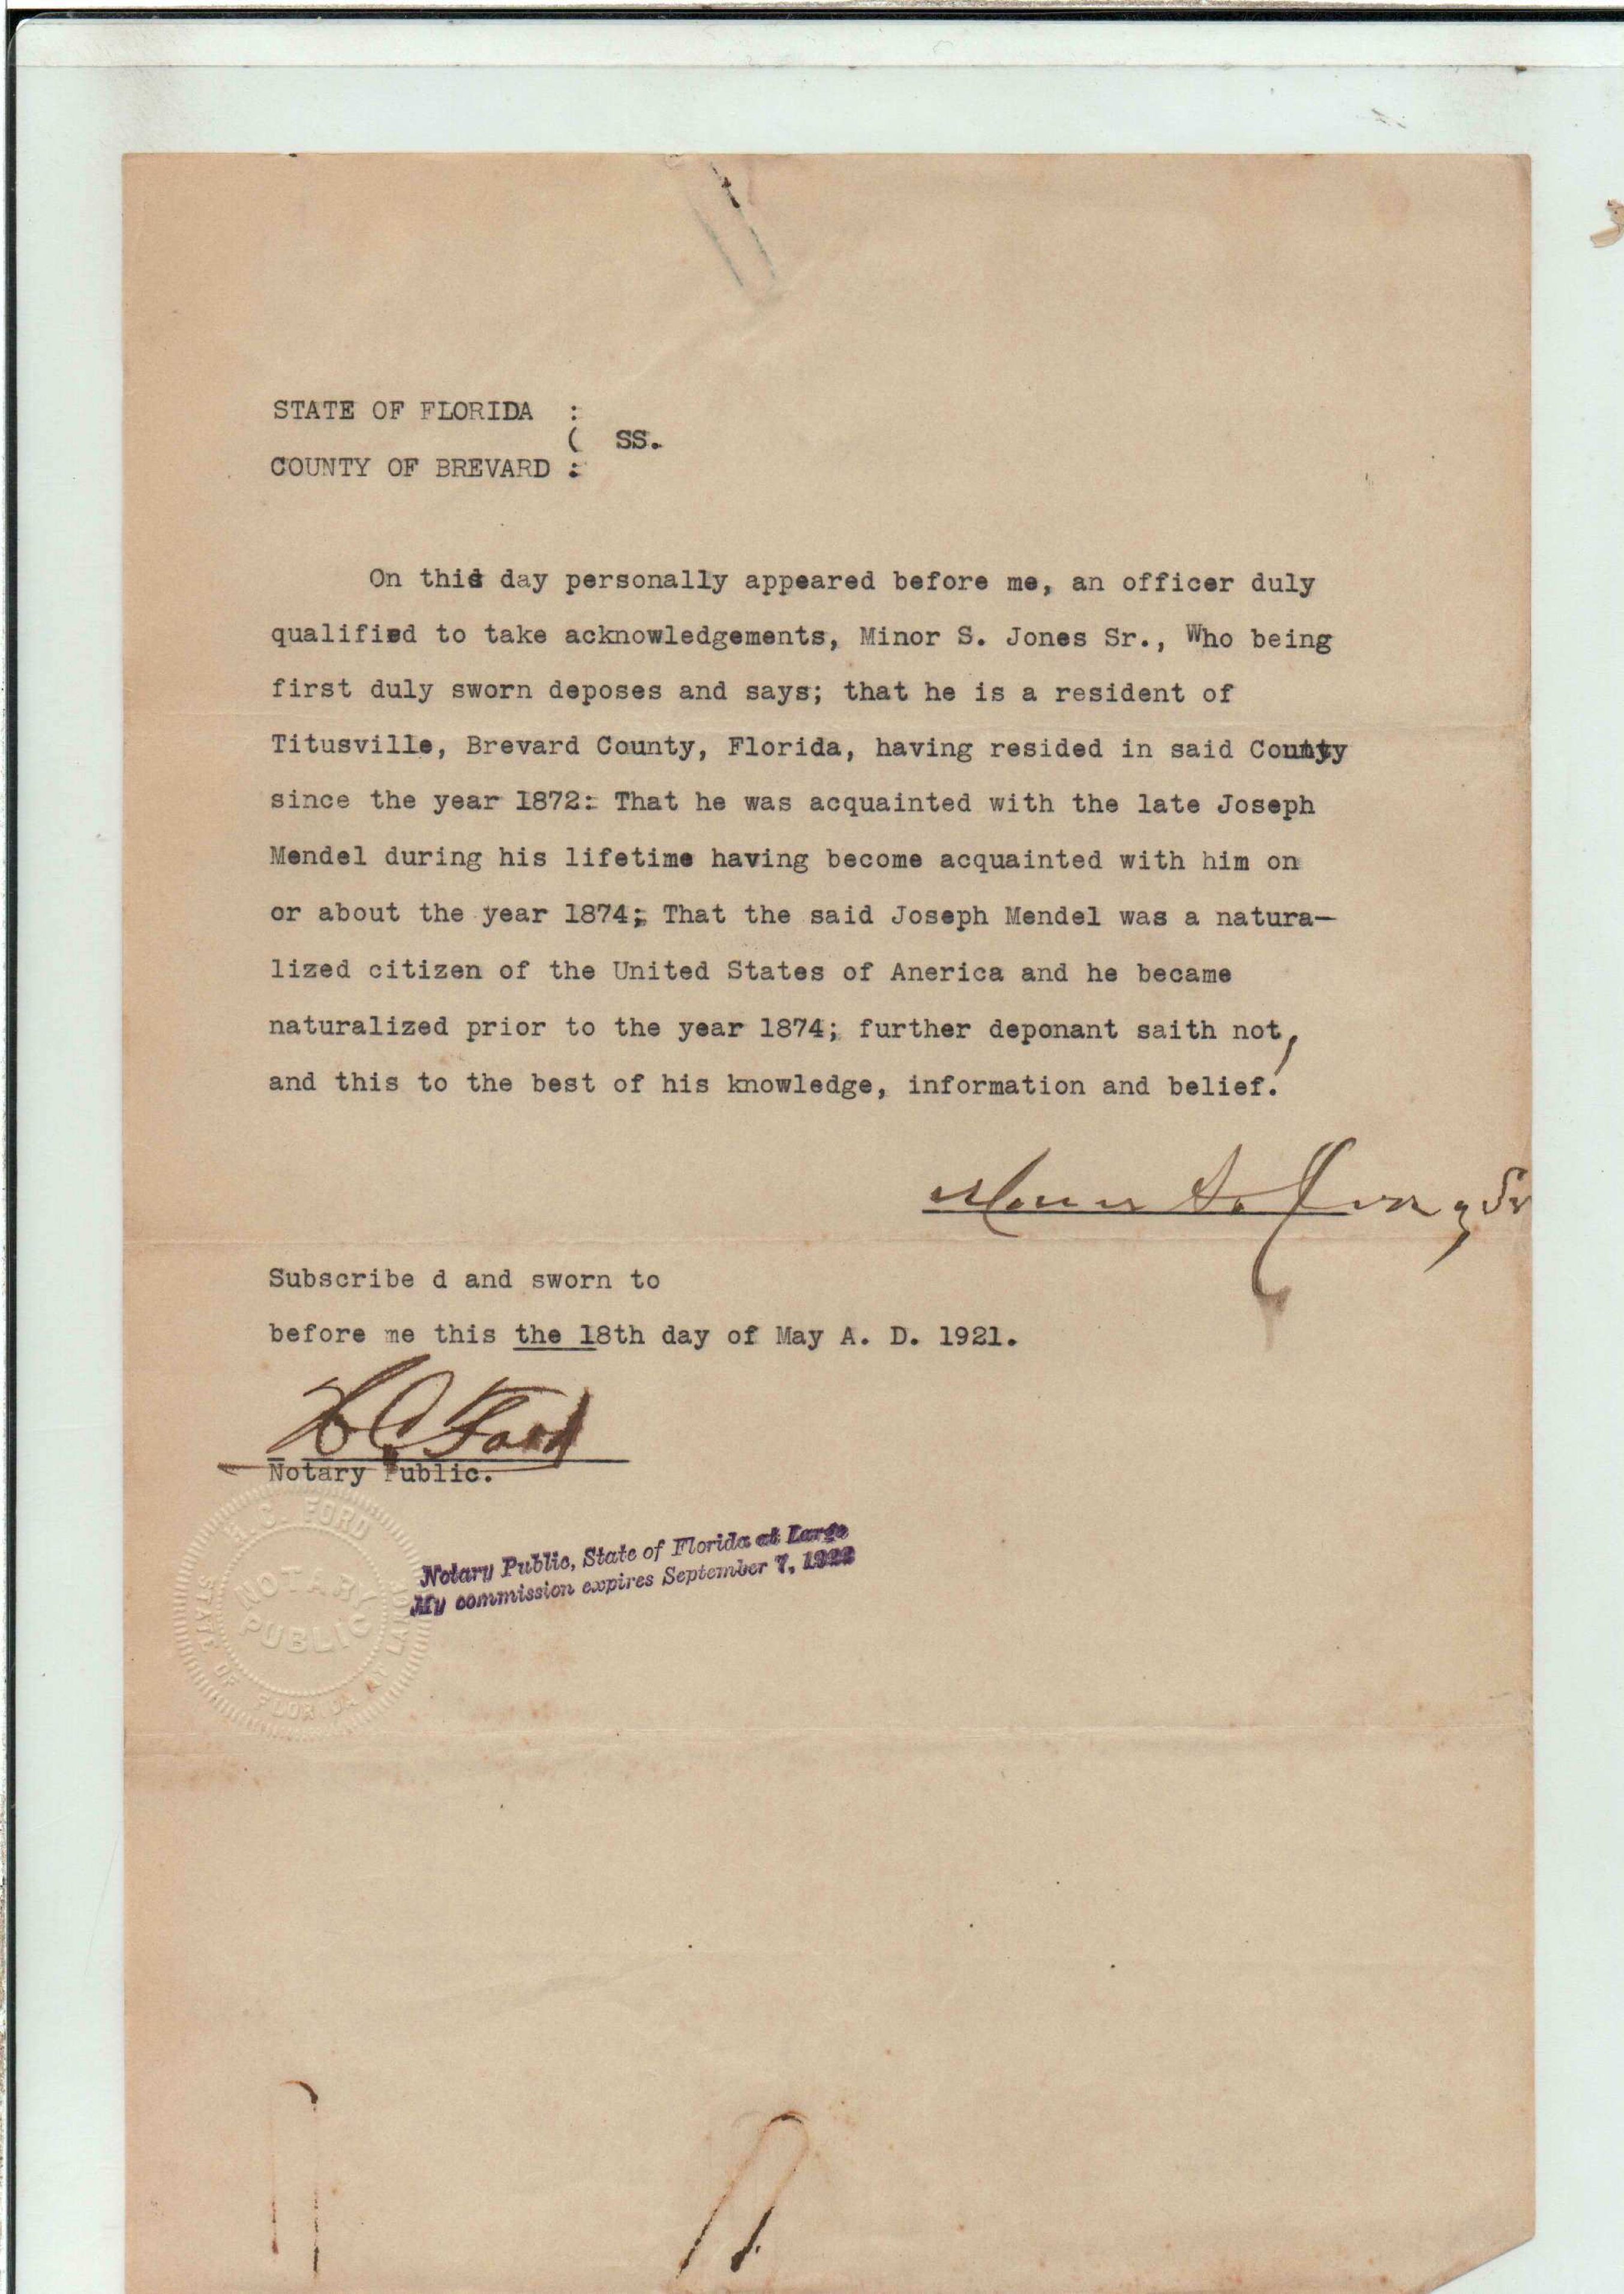 STATE OF FLORIDA :
( SS.
COUNTY OF BREVARD :
On this day personally appeared before me, an officer duly
qualified to take acknowledgements, Minor S. Jones Sr., Who being
first duly sworn deposes and says; that he is a resident of
Titusville, Brevard County, Florida, having resided in said County
since the year 1872: That he was acquainted with the late Joseph
Mendel during his lifetime having become acquainted with him on
or about the year 1874; That the said Joseph Mendel was a natura-
lized citizen of the United States of Anerica and he became
naturalized prior to the year 1874; further deponant saith not,
and this to the best of his knowledge, information and belief.
Minor S. Jones Sr
Subscribe d and sworn to
before me this the 18th day of May A. D. 1921.
H C Ford
Notary Public.
H. C. FORD
NOTARY
PUBLIC
STATE OF FLORIDA AT LARGE
Notary Public, State of Florida at Large
My commission expires September 7, 1922